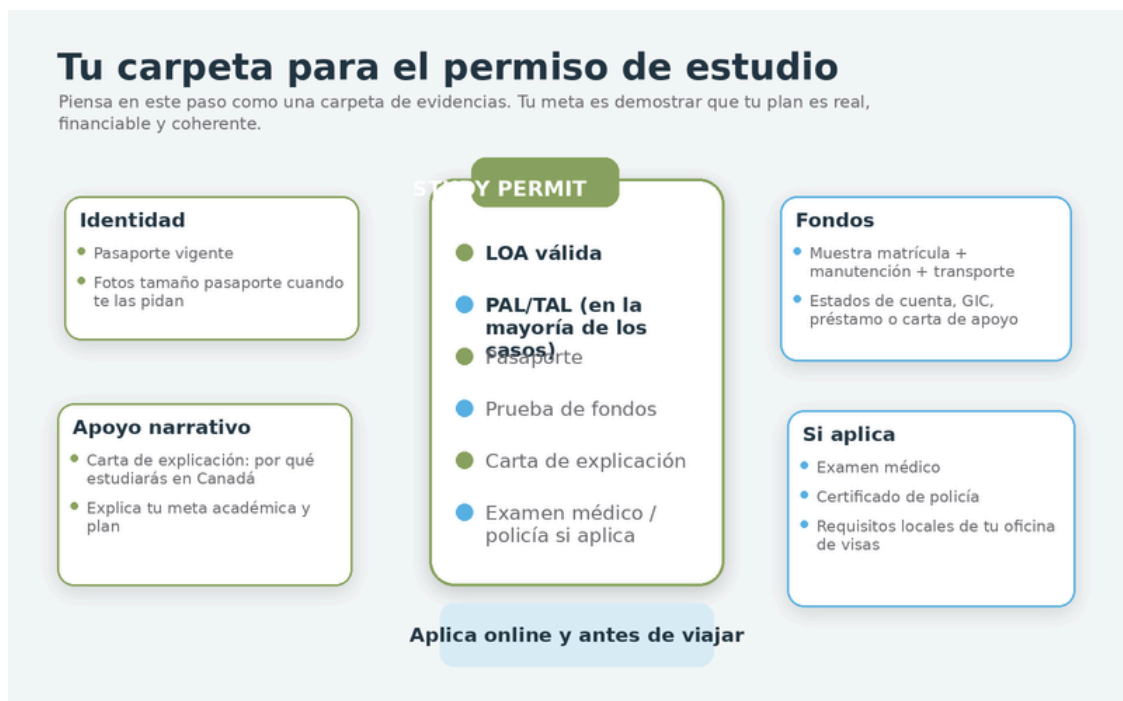 Tu carpeta para el permiso de estudio
Piensa en este paso como una carpeta de evidencias. Tu meta es demostrar que tu plan es real,
financiable y coherente.
Identidad
Pasaporte vigente
Fotos tamaño pasaporte cuando
te las pidan
Apoyo narrativo
Carta de explicación: por qué
estudiarás en Canadá
Explica tu meta académica y
plan
STUDY PERMIT
LOA válida
PAL/TAL (en la
mayoría de los
casos)
Pasaporte
Prueba de fondos
Carta de explicación
Examen médico /
policía si aplica
Aplica online y antes de viajar
Fondos
Muestra matrícula +
manutención + transporte
Estados de cuenta, GIC,
préstamo o carta de apoyo
Si aplica
Examen médico
Certificado de policía
Requisitos locales de tu oficina
de visas